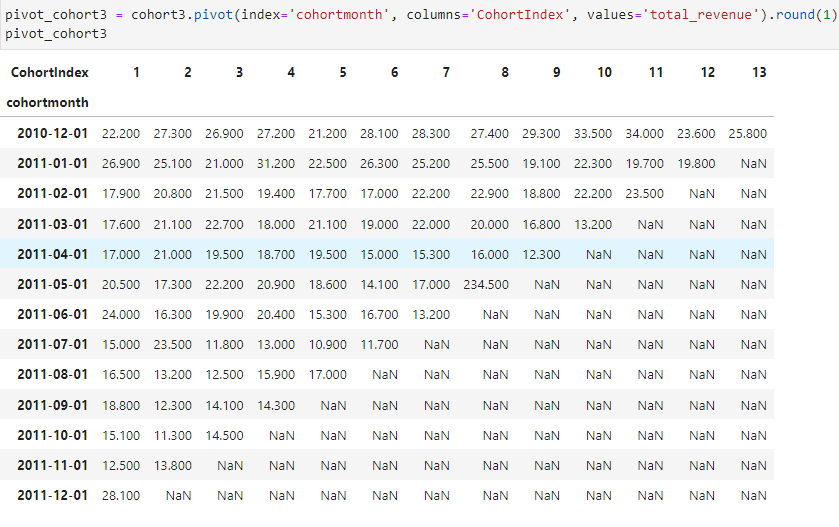 pivot_cohort3 = cohort3.pivot(index='cohortmonth', columns='CohortIndex', values='total_revenue').round(1)
pivot_cohort3
CohortIndex 1 2 3 4 5 6 7 8 9 10 11 12 13
cohortmonth
2010-12-01 22.200 27.300 26.900 27.200 21.200 28.100 28.300 27.400 29.300 33.500 34.000 23.600 25.800
2011-01-01 26.900 25.100 21.000 31.200 22.500 26.300 25.200 25.500 19.100 22.300 19.700 19.800 NaN
2011-02-01 17.900 20.800 21.500 19.400 17.700 17.000 22.200 22.900 18.800 22.200 23.500 NaN NaN
2011-03-01 17.600 21.100 22.700 18.000 21.100 19.000 22.000 20.000 16.800 13.200 NaN NaN NaN
2011-04-01 17.000 21.000 19.500 18.700 19.500 15.000 15.300 16.000 12.300 NaN NaN NaN NaN
2011-05-01 20.500 17.300 22.200 20.900 18.600 14.100 17.000 234.500 NaN NaN NaN NaN NaN
2011-06-01 24.000 16.300 19.900 20.400 15.300 16.700 13.200 NaN NaN NaN NaN NaN NaN
2011-07-01 15.000 23.500 11.800 13.000 10.900 11.700 NaN NaN NaN NaN NaN NaN NaN
2011-08-01 16.500 13.200 12.500 15.900 17.000 NaN NaN NaN NaN NaN NaN NaN NaN
2011-09-01 18.800 12.300 14.100 14.300 NaN NaN NaN NaN NaN NaN NaN NaN NaN
2011-10-01 15.100 11.300 14.500 NaN NaN NaN NaN NaN NaN NaN NaN NaN NaN
2011-11-01 12.500 13.800 NaN NaN NaN NaN NaN NaN NaN NaN NaN NaN NaN
2011-12-01 28.100 NaN NaN NaN NaN NaN NaN NaN NaN NaN NaN NaN NaN